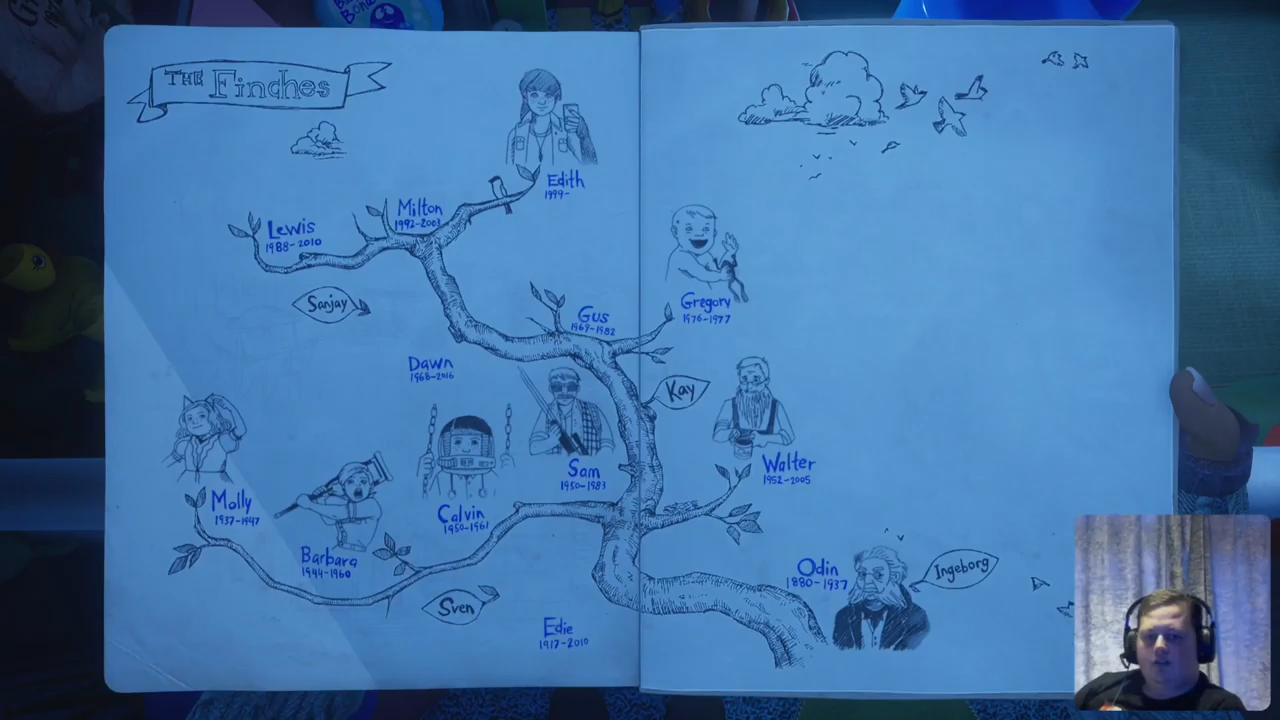 THE Finches
Edith
1999-
Milton
1992-2003
Lewis
1988-2010
Sanjay
Gregory
1976-1977
Gus
1969-1982
Dawn
1968-2016
Kay
Sam
1950-1983
Walter
1952-2005
Calvin
1950-1961
Molly
1937-1947
Barbara
1944-1960
Sven
Edie
1917-2010
Odin
1880-1937
Ingeborg